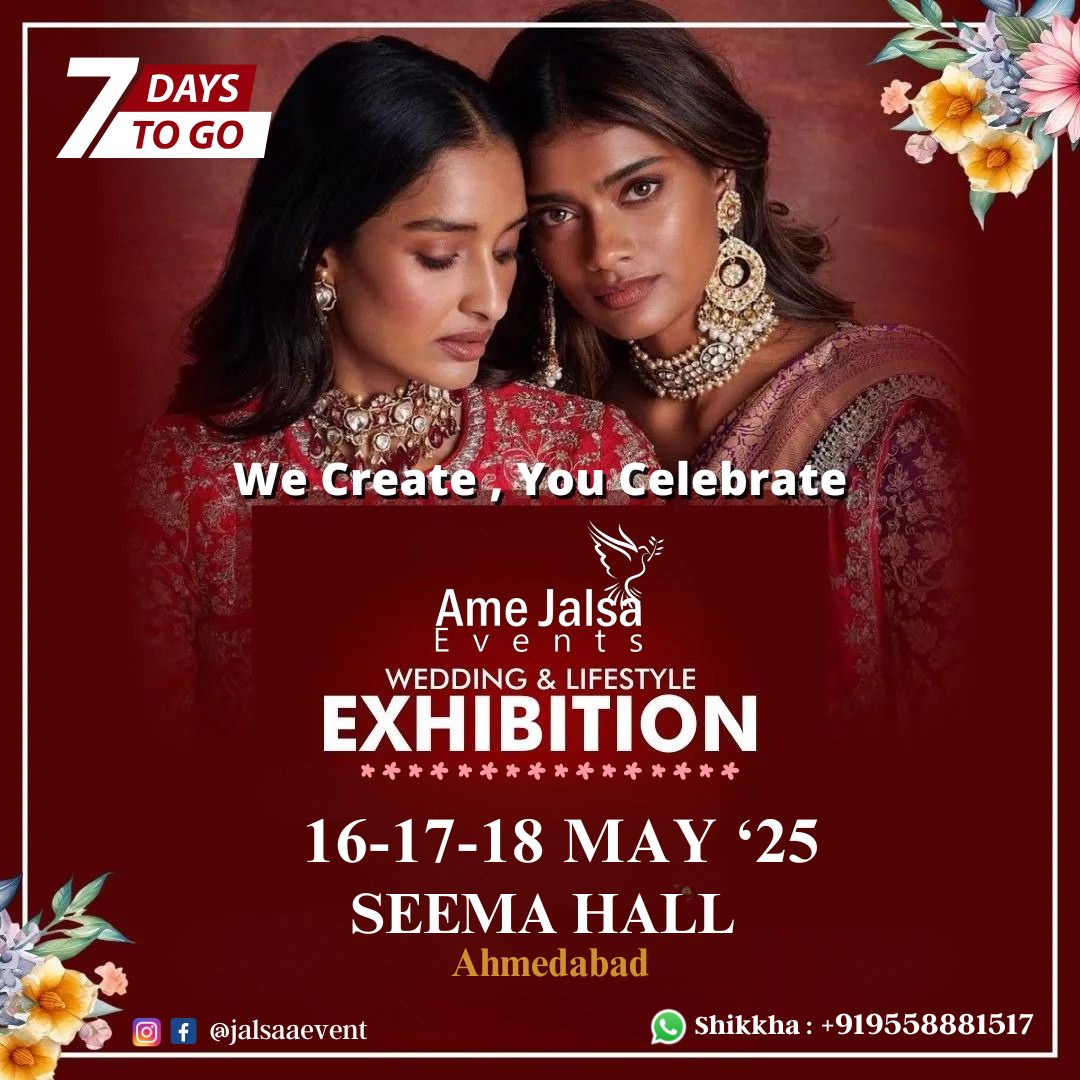 7 DAYS
TO GO
We Create , You Celebrate
Ame Jalsa
Events
WEDDING & LIFESTYLE
EXHIBITION
16-17-18 MAY ‘25
SEEMA HALL
Ahmedabad
@jalsaaevent
Shikkha : +919558881517